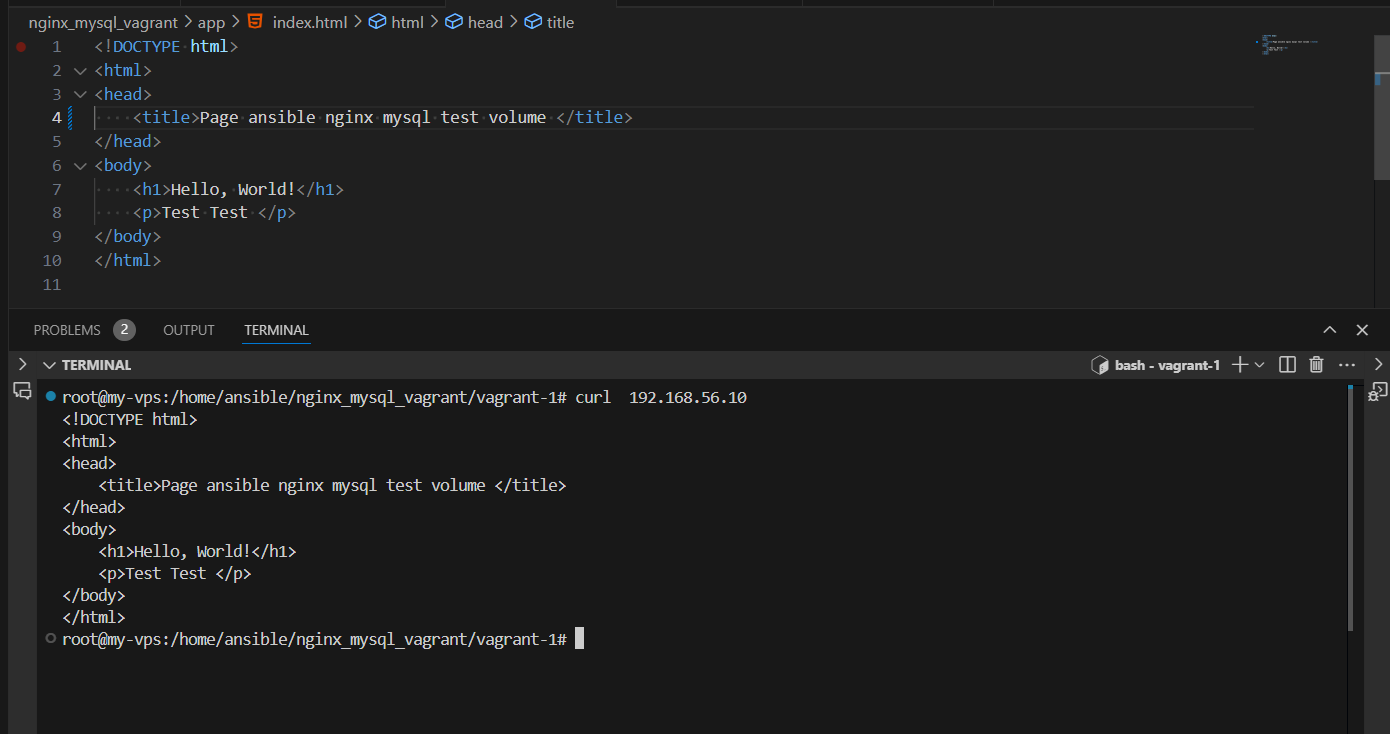 nginx_mysql_vagrant > app > index.html > html > head > title
1 <!DOCTYPE html>
2 <html>
3 <head>
4     <title>Page ansible nginx mysql test volume </title>
5 </head>
6 <body>
7     <h1>Hello, World!</h1>
8     <p>Test Test </p>
9 </body>
10 </html>
11
PROBLEMS 2 OUTPUT TERMINAL
TERMINAL bash - vagrant-1
root@my-vps:/home/ansible/nginx_mysql_vagrant/vagrant-1# curl  192.168.56.10
<!DOCTYPE html>
<html>
<head>
    <title>Page ansible nginx mysql test volume </title>
</head>
<body>
    <h1>Hello, World!</h1>
    <p>Test Test </p>
</body>
</html>
root@my-vps:/home/ansible/nginx_mysql_vagrant/vagrant-1#